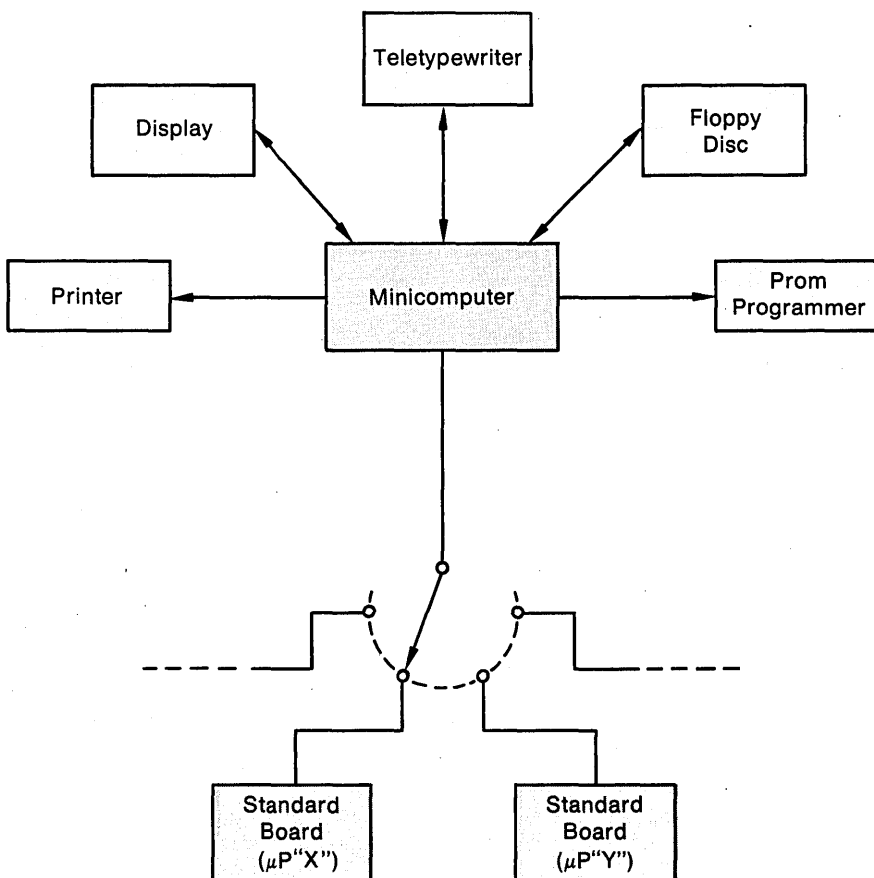 Teletypewriter
Display
Floppy
Disc
Printer
Minicomputer
Prom
Programmer
Standard
Board
(μP“X”)
Standard
Board
(μP“Y”)